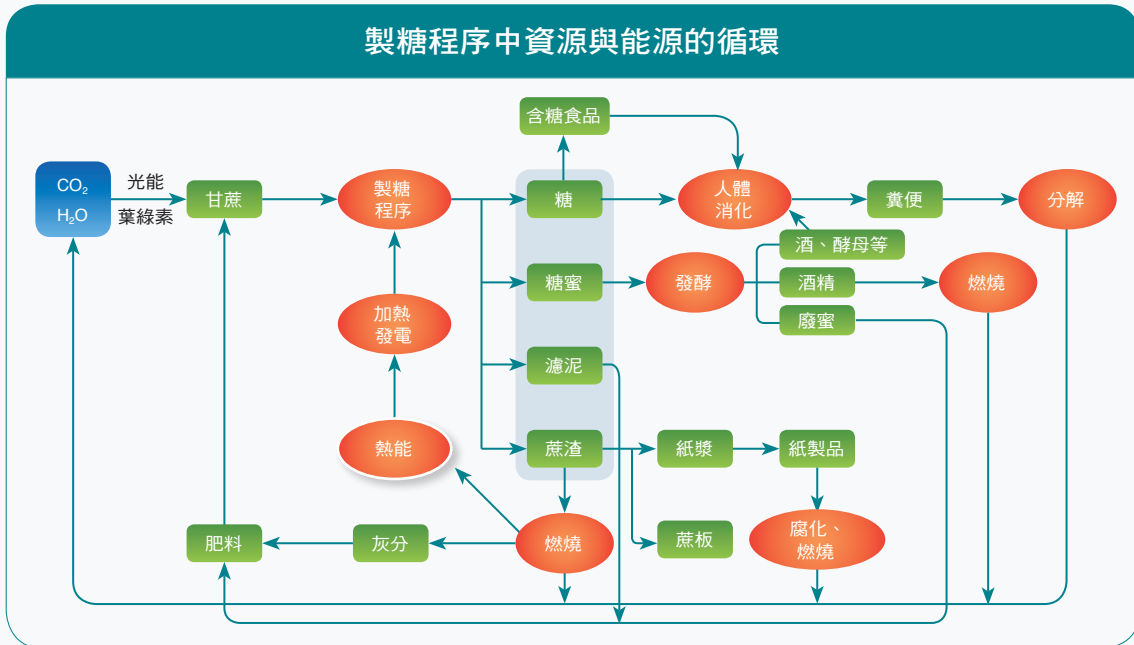 製糖程序中資源與能源的循環
含糖食品
CO₂
H₂O
光能
葉綠素
甘蔗
製糖
程序
糖
人體
消化
糞便
分解
酒、酵母等
糖蜜
發酵
酒精
燃燒
廢蜜
加熱
發電
濾泥
熱能
蔗渣
紙漿
紙製品
肥料
灰分
燃燒
蔗板
腐化、
燃燒